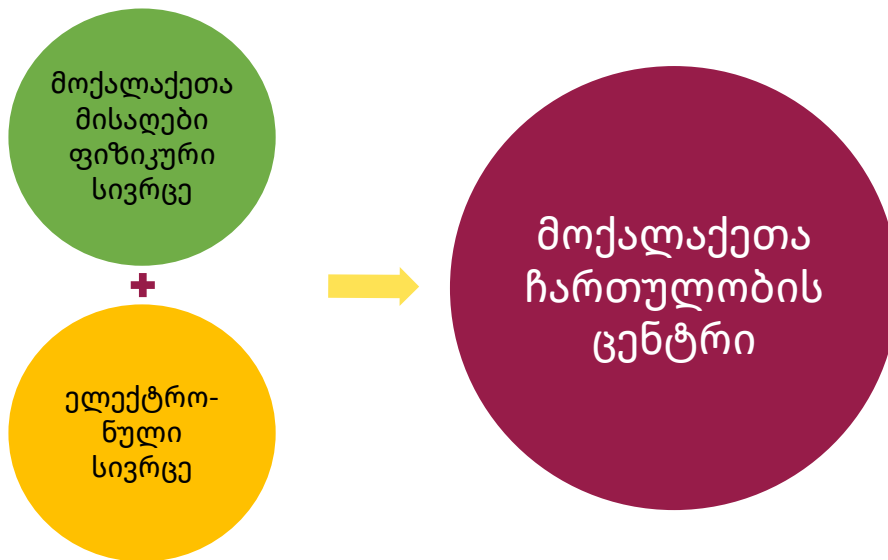 მოქალაქეთა
მისაღები
ფიზიკური
სივრცე
+
ელექტრო-
ნული
სივრცე
მოქალაქეთა
ჩართულობის
ცენტრი